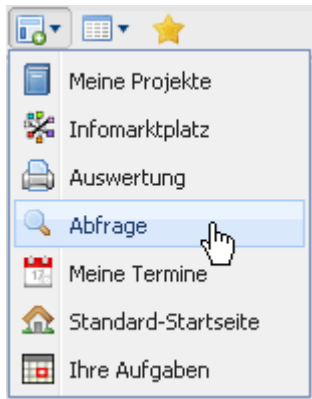 Meine Projekte
Infomarktplatz
Auswertung
Abfrage
Meine Termine
Standard-Startseite
Ihre Aufgaben